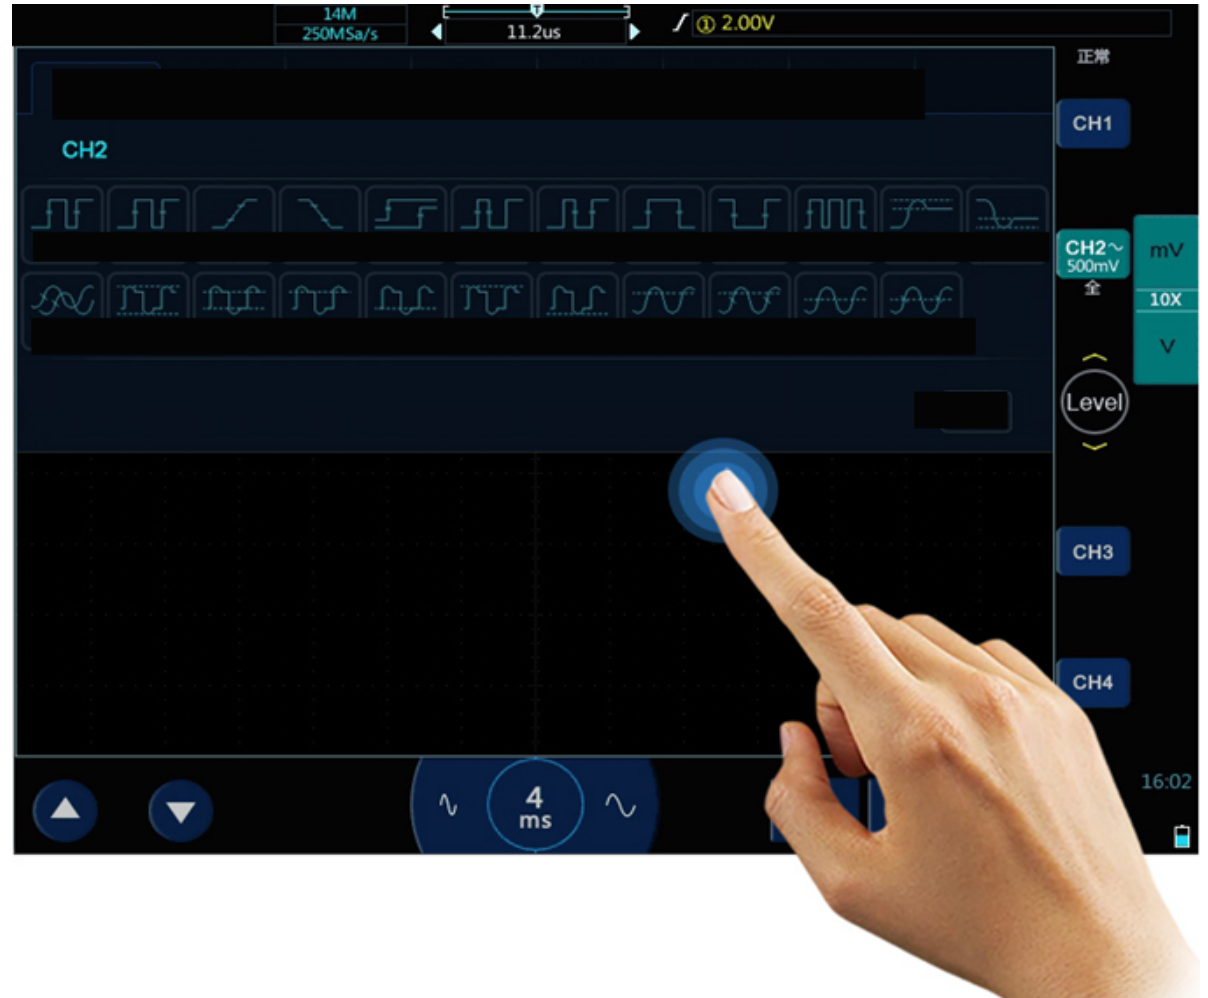 14M
250MSa/s
T
11.2us
① 2.00V
正常
CH1
CH2
CH2~
500mV
全
mV
10X
V
Level
CH3
CH4
4
ms
16:02